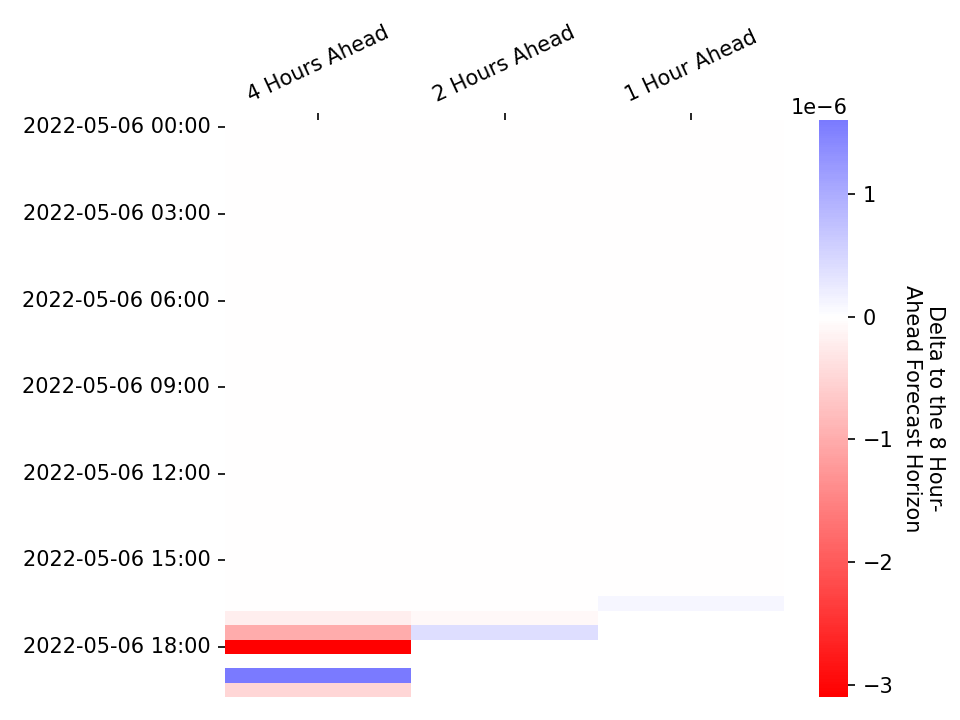 4 Hours Ahead
2 Hours Ahead
1 Hour Ahead
1e−6
2022-05-06 00:00
2022-05-06 03:00
2022-05-06 06:00
2022-05-06 09:00
2022-05-06 12:00
2022-05-06 15:00
2022-05-06 18:00
1
0
−1
−2
−3
Delta to the 8 Hour-
Ahead Forecast Horizon